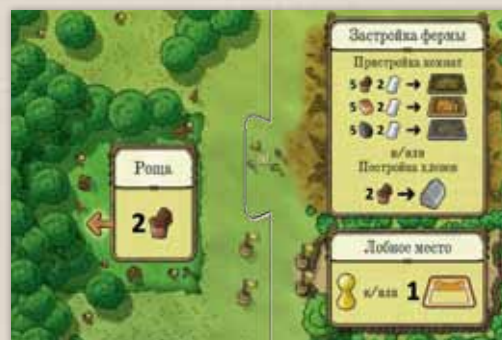 Роща
2
Застройка фермы
Пристройка комнат
5 2 →
5 2 →
5 2 →
и/или
Постройка хлевов
2 →
Лобное место
и/или 1